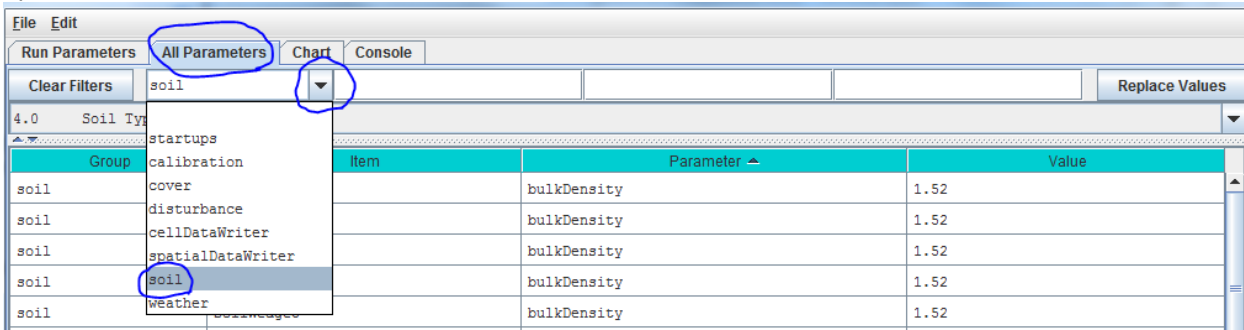 File Edit
Run Parameters All Parameters Chart Console
Clear Filters soil Replace Values
4.0 Soil Typ
startups
calibration
cover
disturbance
cellDataWriter
spatialDataWriter
soil
weather
Group Item Parameter Value
soil bulkDensity 1.52
soil bulkDensity 1.52
soil bulkDensity 1.52
soil bulkDensity 1.52
soil bulkDensity 1.52